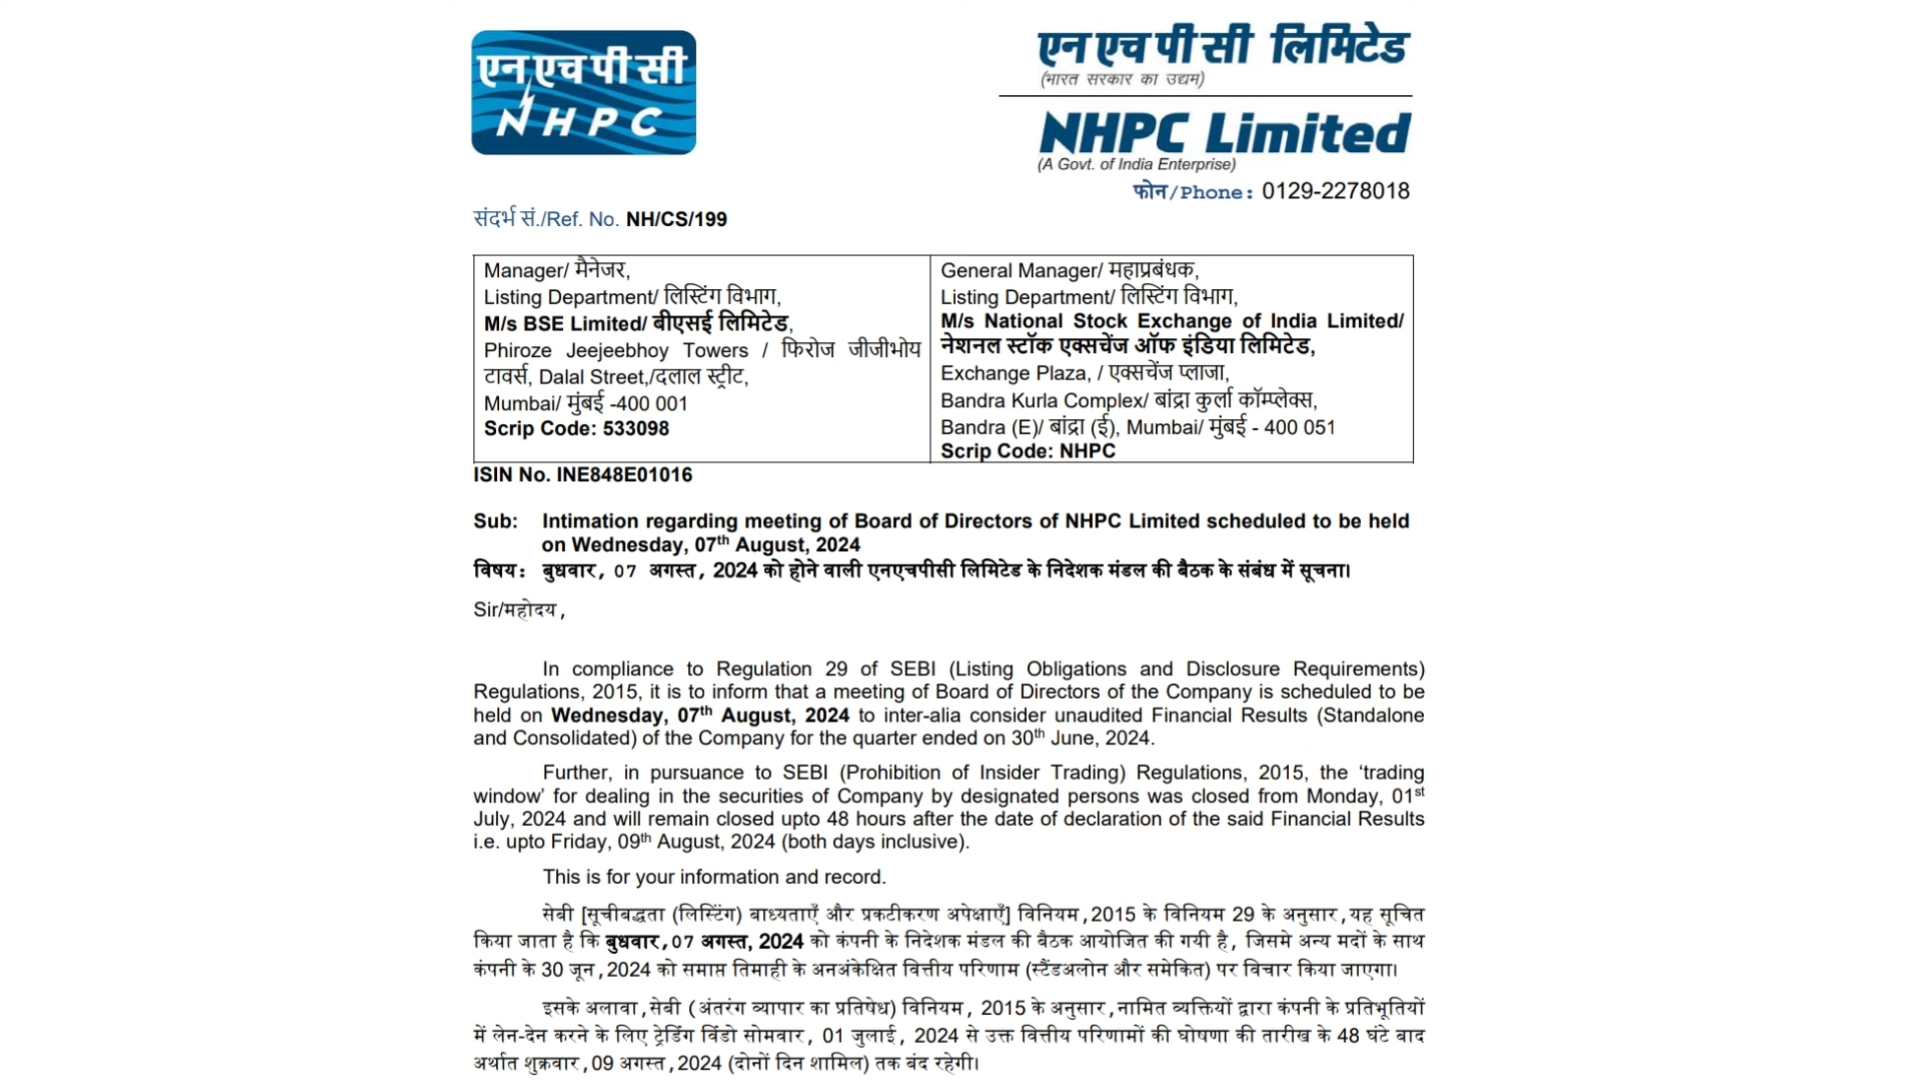 एनएचपीसी
NHPC
एनएचपीसी लिमिटेड
(भारत सरकार का उद्यम)
NHPC Limited
(A Govt. of India Enterprise)
फोन/Phone: 0129-2278018
संदर्भ सं./Ref. No. NH/CS/199
Manager/ मैनेजर,
Listing Department/ लिस्टिंग विभाग,
M/s BSE Limited/ बीएसई लिमिटेड,
Phiroze Jeejeebhoy Towers / फिरोज जीजीभोय
टावर्स, Dalal Street,/दलाल स्ट्रीट,
Mumbai/ मुंबई -400 001
Scrip Code: 533098
General Manager/ महाप्रबंधक,
Listing Department/ लिस्टिंग विभाग,
M/s National Stock Exchange of India Limited/
नेशनल स्टॉक एक्सचेंज ऑफ इंडिया लिमिटेड,
Exchange Plaza, / एक्सचेंज प्लाजा,
Bandra Kurla Complex/ बांद्रा कुर्ला कॉम्प्लेक्स,
Bandra (E)/ बांद्रा (ई), Mumbai/ मुंबई - 400 051
Scrip Code: NHPC
ISIN No. INE848E01016
Sub: Intimation regarding meeting of Board of Directors of NHPC Limited scheduled to be held
on Wednesday, 07th August, 2024
विषय: बुधवार, 07 अगस्त, 2024 को होने वाली एनएचपीसी लिमिटेड के निदेशक मंडल की बैठक के संबंध में सूचना।
Sir/महोदय,
In compliance to Regulation 29 of SEBI (Listing Obligations and Disclosure Requirements)
Regulations, 2015, it is to inform that a meeting of Board of Directors of the Company is scheduled to be
held on Wednesday, 07th August, 2024 to inter-alia consider unaudited Financial Results (Standalone
and Consolidated) of the Company for the quarter ended on 30th June, 2024.
Further, in pursuance to SEBI (Prohibition of Insider Trading) Regulations, 2015, the ‘trading
window’ for dealing in the securities of Company by designated persons was closed from Monday, 01st
July, 2024 and will remain closed upto 48 hours after the date of declaration of the said Financial Results
i.e. upto Friday, 09th August, 2024 (both days inclusive).
This is for your information and record.
सेबी [सूचीबद्धता (लिस्टिंग) बाध्यताएँ और प्रकटीकरण अपेक्षाएँ] विनियम,2015 के विनियम 29 के अनुसार,यह सूचित
किया जाता है कि बुधवार,07 अगस्त, 2024 को कंपनी के निदेशक मंडल की बैठक आयोजित की गयी है, जिसमे अन्य मदों के साथ
कंपनी के 30 जून,2024 को समाप्त तिमाही के अनअंकेक्षित वित्तीय परिणाम (स्टैंडअलोन और समेकित) पर विचार किया जाएगा।
इसके अलावा,सेबी (अंतरंग व्यापार का प्रतिषेध) विनियम, 2015 के अनुसार,नामित व्यक्तियों द्वारा कंपनी के प्रतिभूतियों
में लेन-देन करने के लिए ट्रेडिंग विंडो सोमवार, 01 जुलाई, 2024 से उक्त वित्तीय परिणामों की घोषणा की तारीख के 48 घंटे बाद
अर्थात शुक्रवार,09 अगस्त,2024 (दोनों दिन शामिल) तक बंद रहेगी।